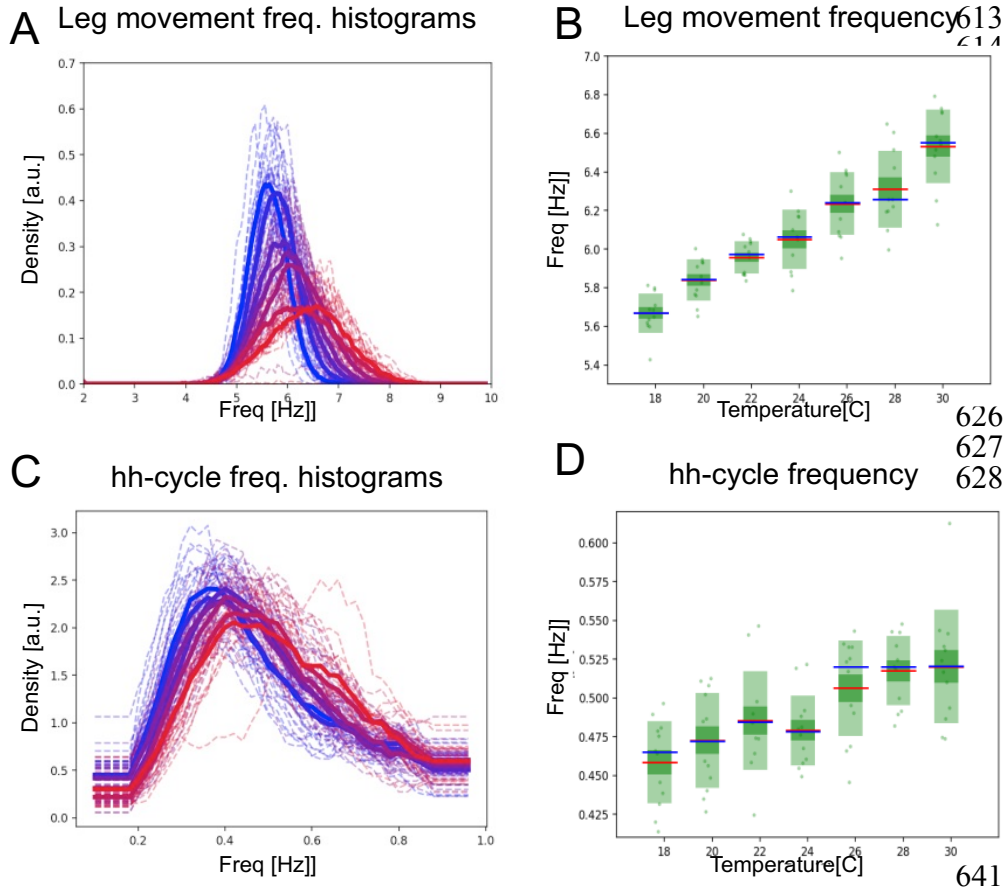 A Leg movement freq. histograms
Density [a.u.]
0.7
0.6
0.5
0.4
0.3
0.2
0.1
0.0
2 3 4 5 6 7 8 9 10
Freq [Hz]]
B Leg movement frequency
613
614
Freq [Hz]]
7.0
6.8
6.6
6.4
6.2
6.0
5.8
5.6
5.4
18 20 22 24 26 28 30
Temperature[C]
626
627
628
C hh-cycle freq. histograms
Density [a.u.]
3.0
2.5
2.0
1.5
1.0
0.5
0.0
0.2 0.4 0.6 0.8 1.0
Freq [Hz]]
D hh-cycle frequency
Freq [Hz]]
0.600
0.575
0.550
0.525
0.500
0.475
0.450
0.425
18 20 22 24 26 28 30
Temperature[C]
641